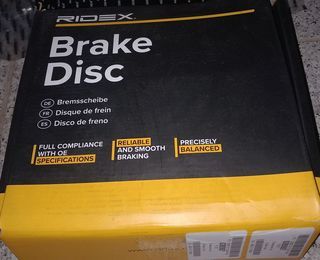 RIDEX
Brake
Disc
DE Bremsscheibe
FR Disque de frein
ES Disco de freno
FULL COMPLIANCE
WITH OE
SPECIFICATIONS
RELIABLE
AND SMOOTH
BRAKING
PRECISELY
BALANCED